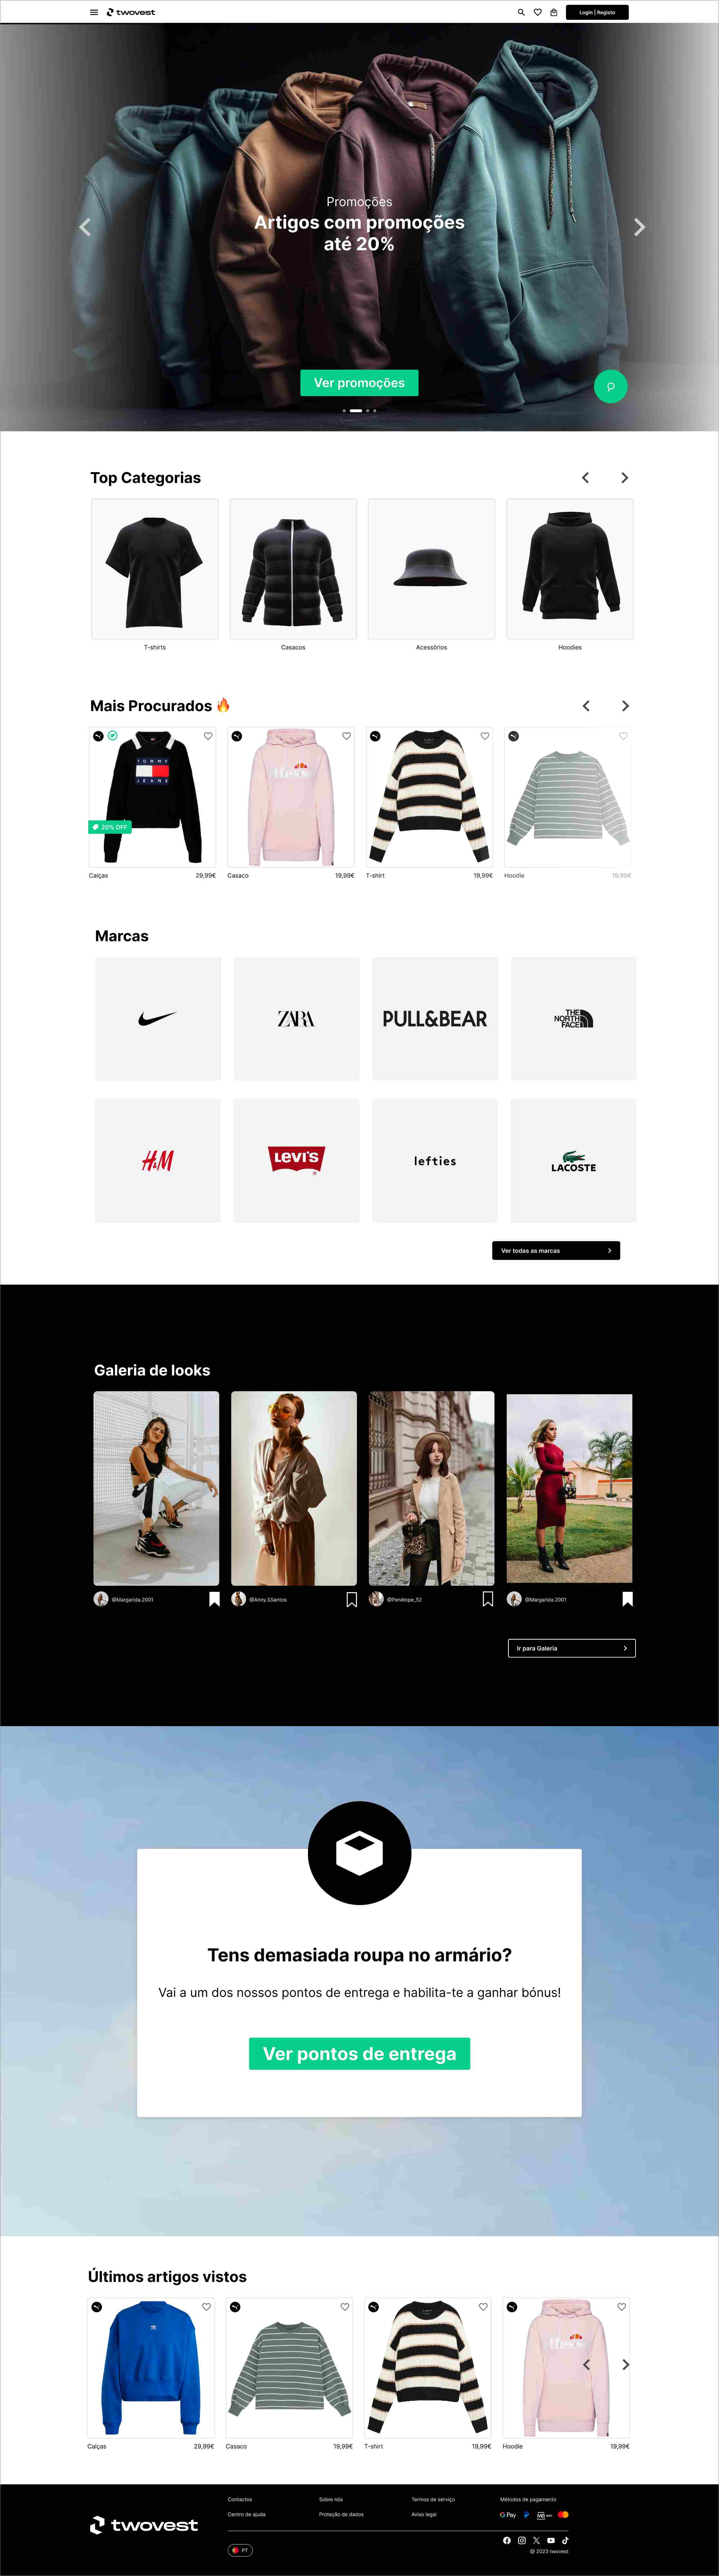 twovest
Login | Registo
Promoções
Artigos com promoções
até 20%
Ver promoções
Top Categorias
T-shirts
Casacos
Acessórios
Hoodies
Mais Procurados
TOMMY
JEANS
20% OFF
Calças
29,99€
Casaco
19,99€
T-shirt
19,99€
Hoodie
19,99€
Marcas
ZARA
PULL&BEAR
THE
NORTH
FACE
H&M
LEVI'S
lefties
LACOSTE
Ver todas as marcas
Galeria de looks
@Margarida.2001
@Anny.SSantos
@Penélope_52
@Margarida.2001
Ir para Galeria
Tens demasiada roupa no armário?
Vai a um dos nossos pontos de entrega e habilita-te a ganhar bónus!
Ver pontos de entrega
Últimos artigos vistos
Calças
29,99€
Casaco
19,99€
T-shirt
19,99€
Hoodie
19,99€
Contactos
Sobre nós
Termos de serviço
Métodos de pagamento
Centro de ajuda
Proteção de dados
Aviso legal
G Pay
twovest
PT
@ 2023 twovest